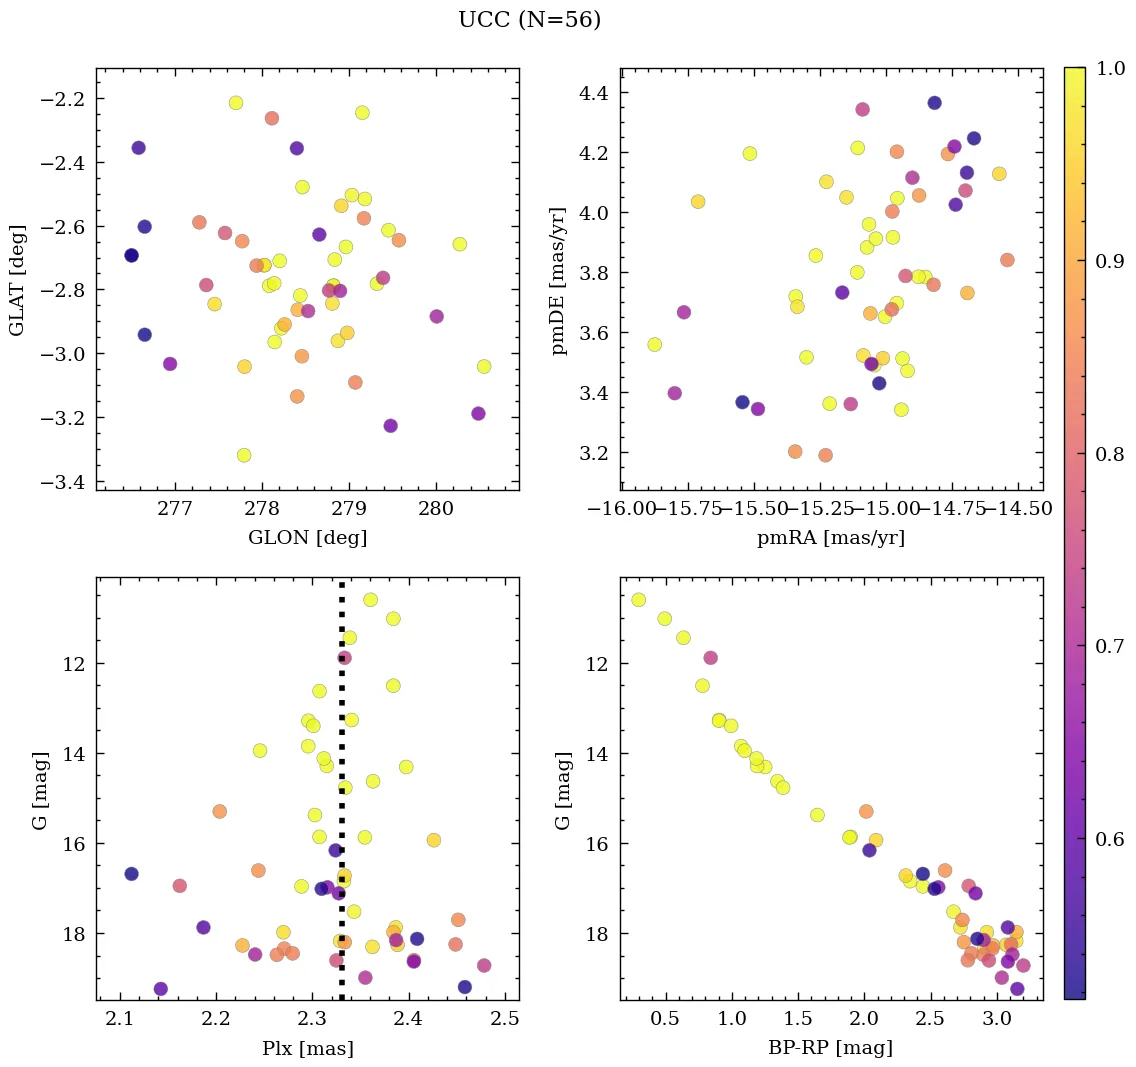 UCC (N=56)
−2.2
−2.4
−2.6
−2.8
−3.0
−3.2
−3.4
GLAT [deg]
277 278 279 280
GLON [deg]
4.4
4.2
4.0
3.8
3.6
3.4
3.2
pmDE [mas/yr]
−16.00 −15.75 −15.50 −15.25 −15.00 −14.75 −14.50
pmRA [mas/yr]
1.0
0.9
0.8
0.7
0.6
12
14
16
18
G [mag]
2.1 2.2 2.3 2.4 2.5
Plx [mas]
12
14
16
18
G [mag]
0.5 1.0 1.5 2.0 2.5 3.0
BP-RP [mag]